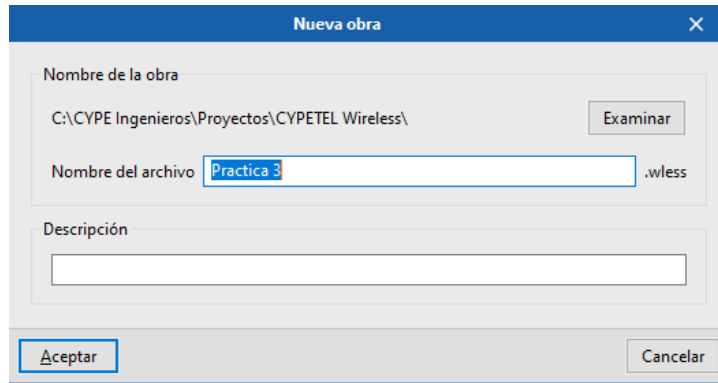 Nueva obra
Nombre de la obra
C:\CYPE Ingenieros\Proyectos\CYPETEL Wireless\ Examinar
Nombre del archivo Practica 3 .wless
Descripción
Aceptar Cancelar